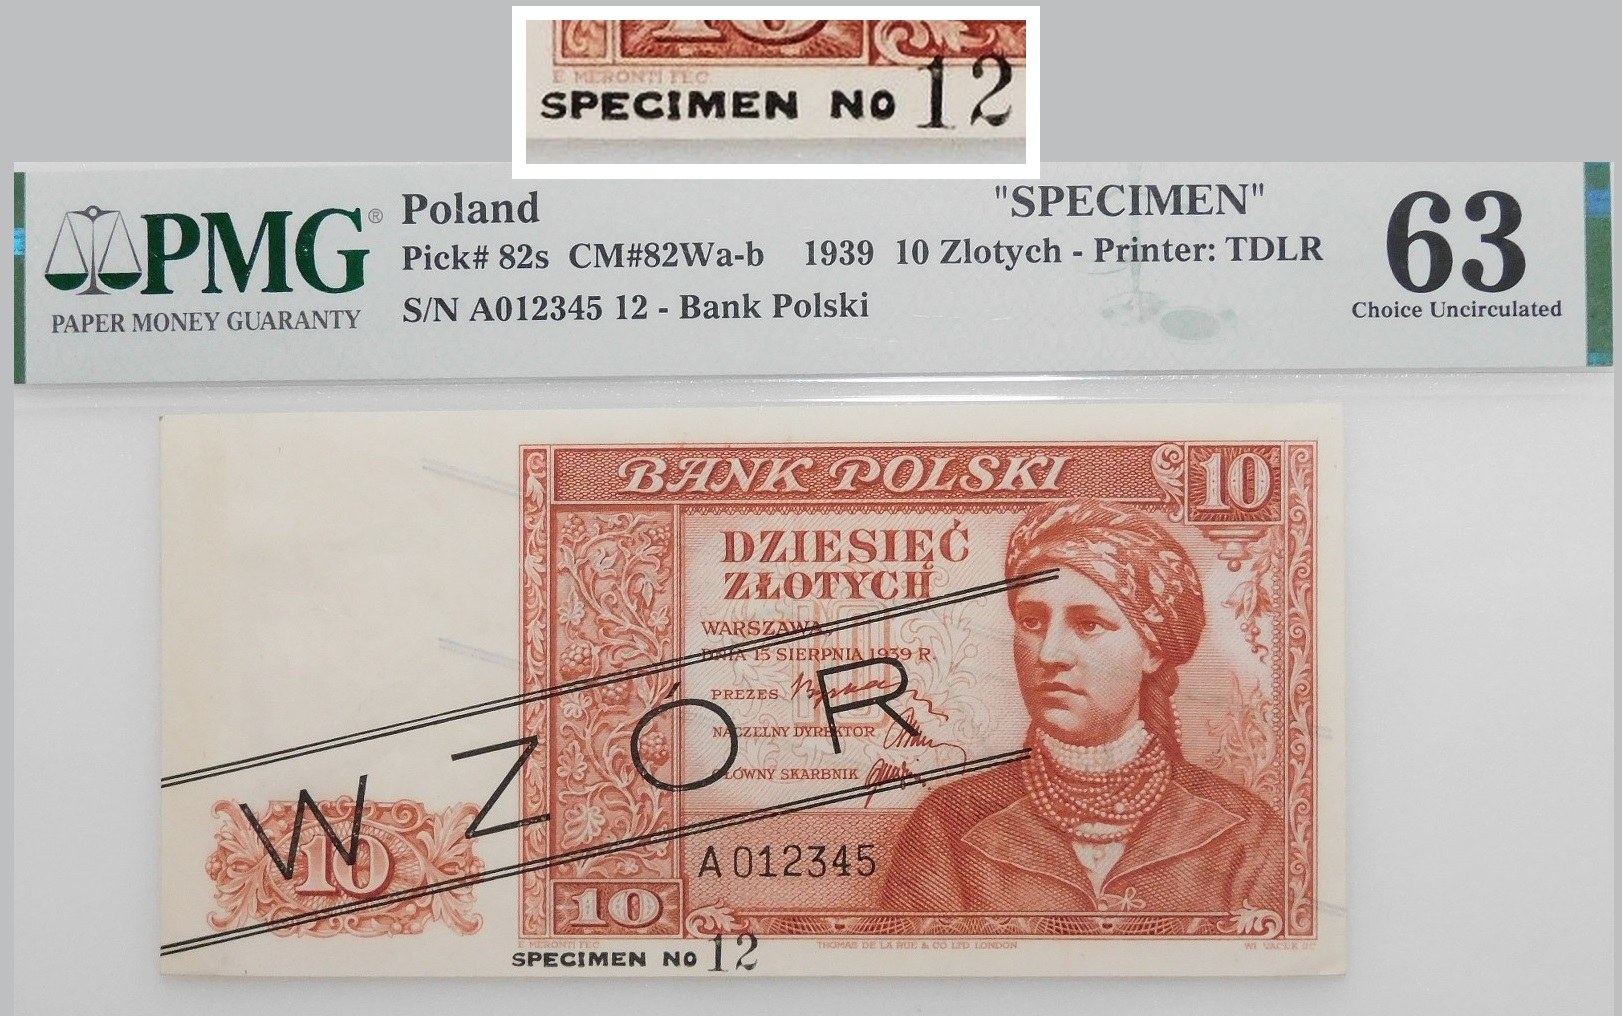 E MERONTI FEC
SPECIMEN NO 12
PMG®
PAPER MONEY GUARANTY
Poland
"SPECIMEN"
Pick# 82s CM#82Wa-b 1939 10 Zlotych - Printer: TDLR
S/N A012345 12 - Bank Polski
63
Choice Uncirculated
BANK POLSKI
10
DZIESIĘĆ
ZŁOTYCH
WARSZAWA,
DNIA 15 SIERPNIA 1939 R.
PREZES
NACZELNY DYREKTOR
GŁÓWNY SKARBNIK
WZÓR
10
A 012345
10
E MERONTI FEC
THOMAS DE LA RUE & CO LTD LONDON
WŁ VACEK SC
SPECIMEN NO 12